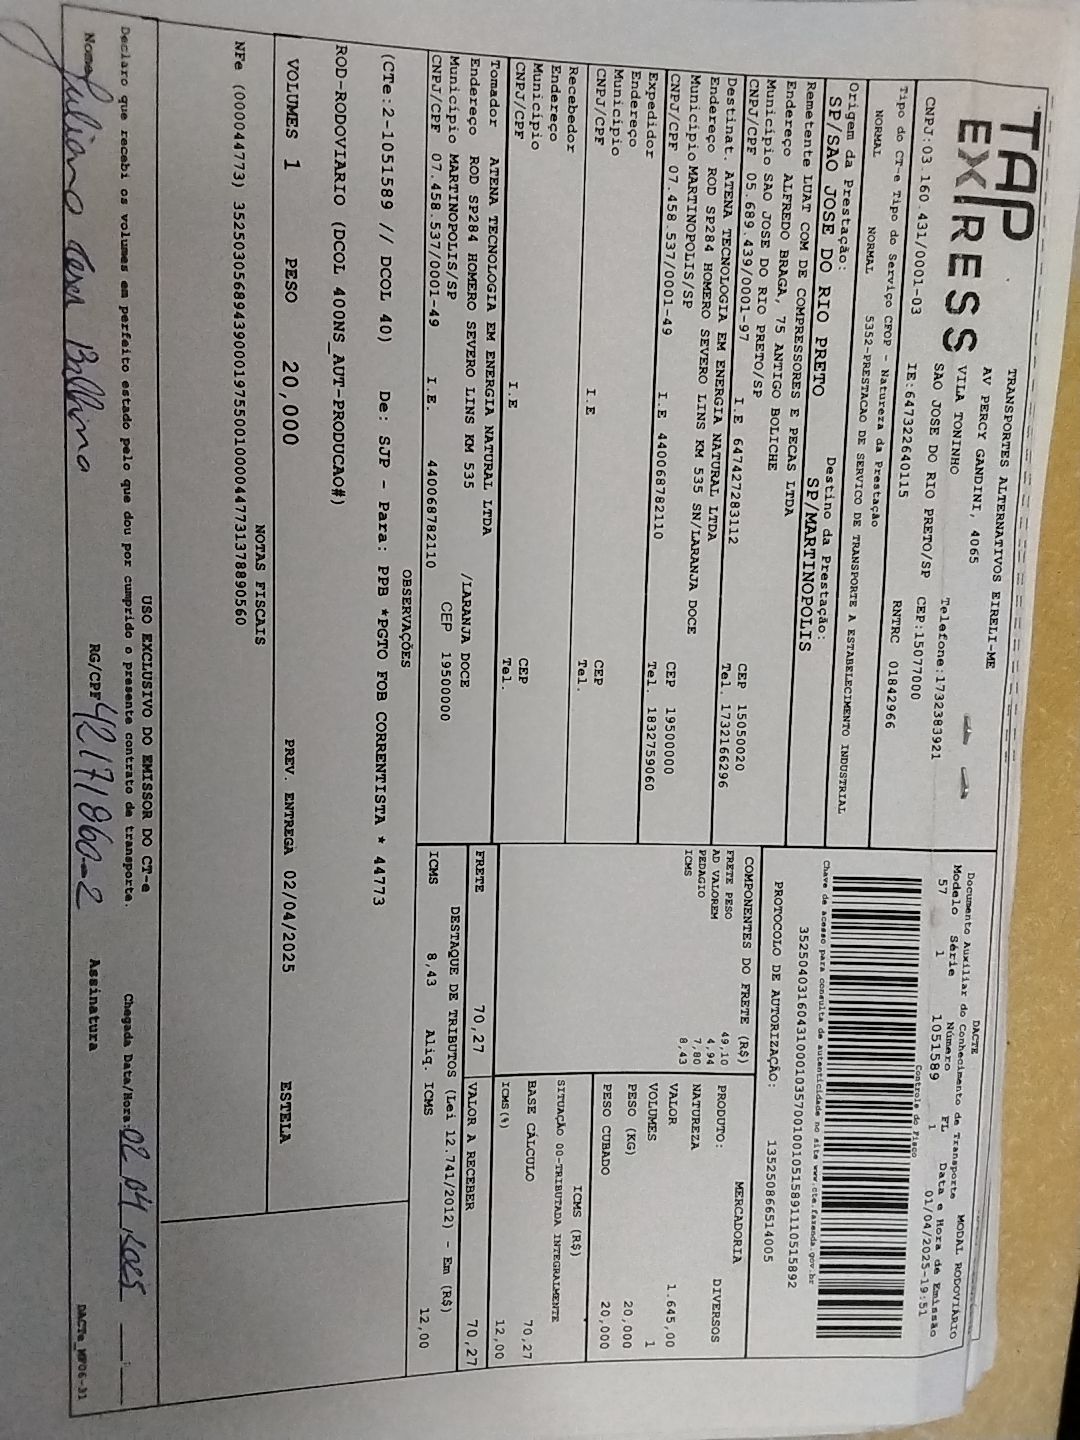 TAP EXPRESS
TRANSPORTES ALTERNATIVOS EIRELI-ME
AV PERCY GANDINI, 4065
VILA TONINHO Telefone:1732383921
SAO JOSE DO RIO PRETO/SP CEP:15077000
CNPJ:03.160.431/0001-03 IE:647322640115 RNTRC 01842966
DACTE
Documento Auxiliar do Conhecimento de Transporte MODAL RODOVIÁRIO
Modelo Série Número FL Data e Hora de Emissão
57 1 1051589 1 01/04/2025-19:51
Controle do Fisco
Chave de acesso para consulta de autenticidade no site www.cte.fazenda.gov.br
35250403160431000103570010010515891110515892
PROTOCOLO DE AUTORIZAÇÃO: 135250866514005
Tipo do CT-e Tipo do Serviço CFOP - Natureza da Prestação
NORMAL NORMAL 5352-PRESTACAO DE SERVICO DE TRANSPORTE A ESTABELECIMENTO INDUSTRIAL
Origem da Prestação: Destino da Prestação:
SP/SAO JOSE DO RIO PRETO SP/MARTINOPOLIS
Remetente LUAT COM DE COMPRESSORES E PECAS LTDA
Endereço ALFREDO BRAGA, 75 ANTIGO BOLICHE
Município SAO JOSE DO RIO PRETO/SP CEP 15050020
CNPJ/CPF 05.689.439/0001-97 I.E 647427283112 Tel. 1732166296
Destinat. ATENA TECNOLOGIA EM ENERGIA NATURAL LTDA
Endereço ROD SP284 HOMERO SEVERO LINS KM 535 SN/LARANJA DOCE
Município MARTINOPOLIS/SP CEP 19500000
CNPJ/CPF 07.458.537/0001-49 I.E 440068782110 Tel. 1832759060
Expedidor
Endereço
Município CEP
CNPJ/CPF I.E Tel.
Recebedor
Endereço
Município CEP
CNPJ/CPF I.E Tel.
Tomador ATENA TECNOLOGIA EM ENERGIA NATURAL LTDA
Endereço ROD SP284 HOMERO SEVERO LINS KM 535 /LARANJA DOCE
Município MARTINOPOLIS/SP CEP 19500000
CNPJ/CPF 07.458.537/0001-49 I.E. 440068782110
COMPONENTES DO FRETE (R$)
FRETE PESO 49,10
AD VALOREM 4,94
PEDAGIO 7,80
ICMS 8,43
MERCADORIA
PRODUTO: DIVERSOS
NATUREZA
VALOR 1.645,00
VOLUMES 1
PESO (KG) 20,000
PESO CUBADO 20,000
ICMS (R$)
SITUAÇÃO 00-TRIBUTADA INTEGRALMENTE
BASE CÁLCULO 70,27
ICMS(%) 12,00
FRETE 70,27 VALOR A RECEBER 70,27
DESTAQUE DE TRIBUTOS (Lei 12.741/2012) - Em (R$)
ICMS 8,43 Aliq. ICMS 12,00
OBSERVAÇÕES
(CTe:2-1051589 // DCOL 40) De: SJP - Para: PPB *PGTO FOB CORRENTISTA * 44773
ROD-RODOVIARIO (DCOL 400NS_AUT-PRODUCAO#)
VOLUMES 1 PESO 20,000 PREV. ENTREGA 02/04/2025 ESTELA
NOTAS FISCAIS
NFe (000044773) 35250305689439000197550010000447731378890560
USO EXCLUSIVO DO EMISSOR DO CT-e
Declaro que recebi os volumes em perfeito estado pelo que dou por cumprido o presente contrato de transporte. Chegada Data/Hora: 02 04 2025 __:__
Nome Juliano Cesar RG/CPF 42171860-2 Assinatura
DACTe_MF06-31